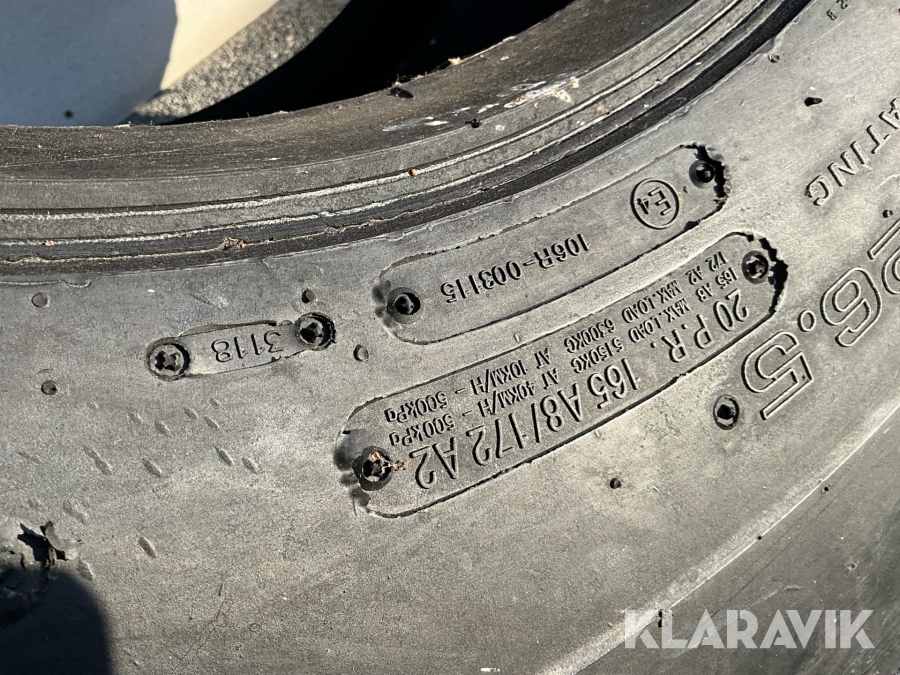 ATING
26.5
20 P.R. 165 A8/172 A2
165 A8 MAX. LOAD 5150KG AT 40KM/H - 500kPa
172 A2 MAX. LOAD 6300KG AT 10KM/H - 500kPa
E4 106R-003115
3118
KLARAVIK